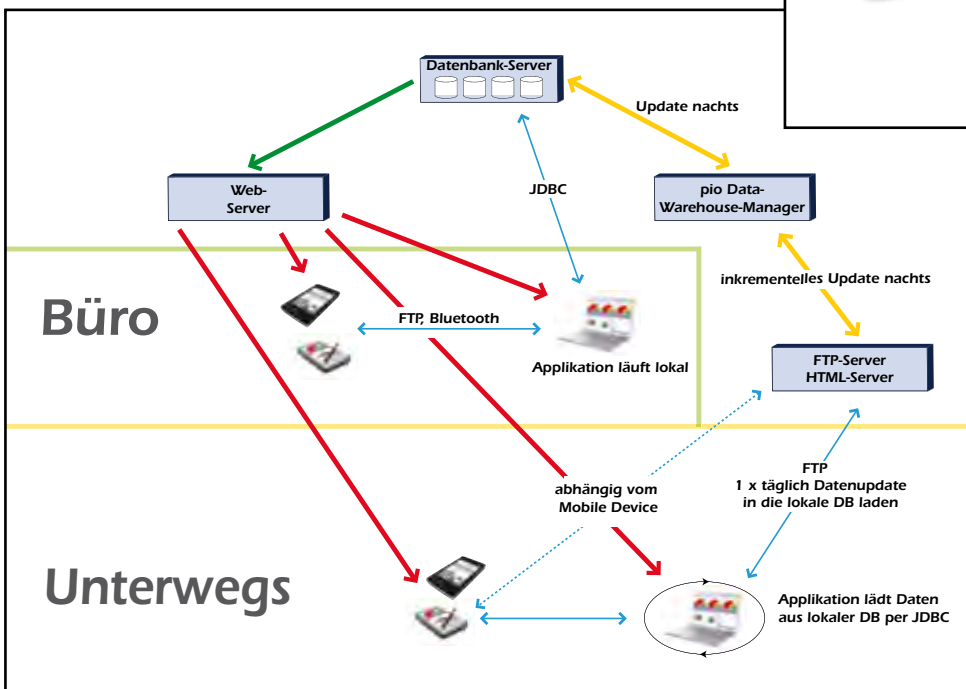 Datenbank-Server
Update nachts
Web-
Server
JDBC
pio Data-
Warehouse-Manager
inkrementelles Update nachts
Büro
FTP, Bluetooth
Applikation läuft lokal
FTP-Server
HTML-Server
FTP
1 x täglich Datenupdate
in die lokale DB laden
abhängig vom
Mobile Device
Unterwegs
Applikation lädt Daten
aus lokaler DB per JDBC